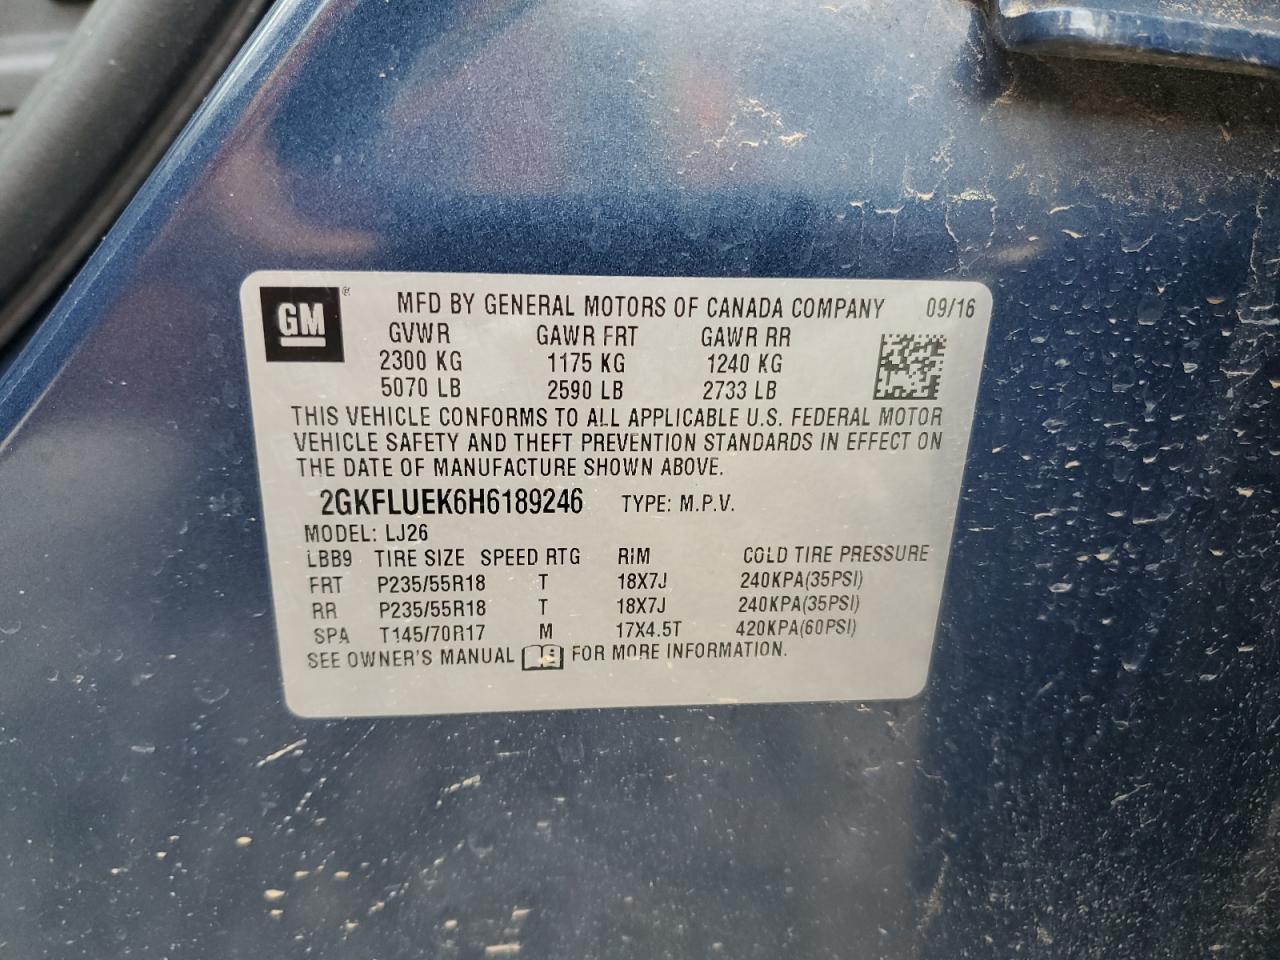 GM ® MFD BY GENERAL MOTORS OF CANADA COMPANY 09/16
GVWR GAWR FRT GAWR RR
2300 KG 1175 KG 1240 KG
5070 LB 2590 LB 2733 LB
THIS VEHICLE CONFORMS TO ALL APPLICABLE U.S. FEDERAL MOTOR
VEHICLE SAFETY AND THEFT PREVENTION STANDARDS IN EFFECT ON
THE DATE OF MANUFACTURE SHOWN ABOVE.
2GKFLUEK6H6189246 TYPE: M.P.V.
MODEL: LJ26
LBB9 TIRE SIZE SPEED RTG RIM COLD TIRE PRESSURE
FRT P235/55R18 T 18X7J 240KPA(35PSI)
RR P235/55R18 T 18X7J 240KPA(35PSI)
SPA T145/70R17 M 17X4.5T 420KPA(60PSI)
SEE OWNER'S MANUAL FOR MORE INFORMATION.